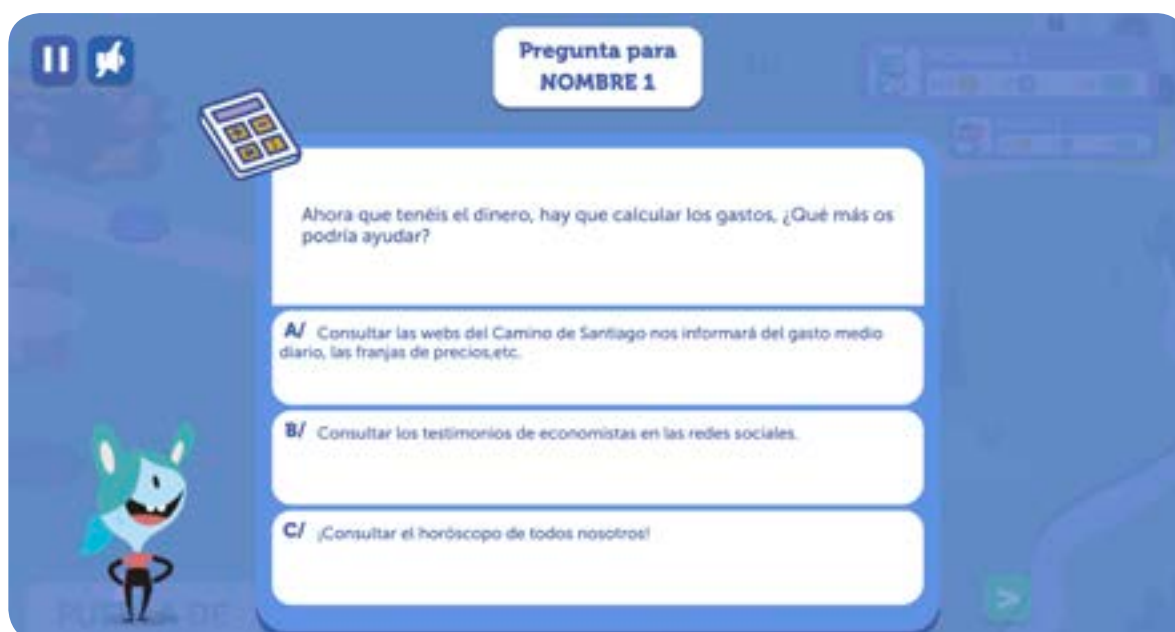 Pregunta para
NOMBRE 1
Ahora que tenéis el dinero, hay que calcular los gastos, ¿Qué más os
podría ayudar?
A/ Consultar las webs del Camino de Santiago nos informará del gasto medio
diario, las franjas de precios,etc.
B/ Consultar los testimonios de economistas en las redes sociales.
C/ ¡Consultar el horóscopo de todos nosotros!